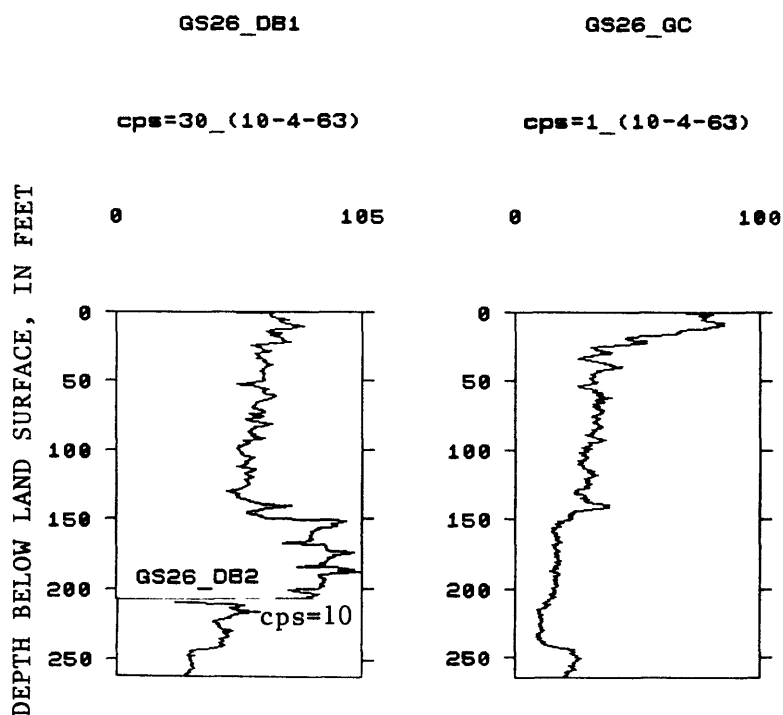 GS26_DB1
GS26_GC
cps=30_(10-4-63)
cps=1_(10-4-63)
0 105
0 100
DEPTH BELOW LAND SURFACE, IN FEET
0
50
100
150
200
250
GS26_DB2
cps=10
0
50
100
150
200
250